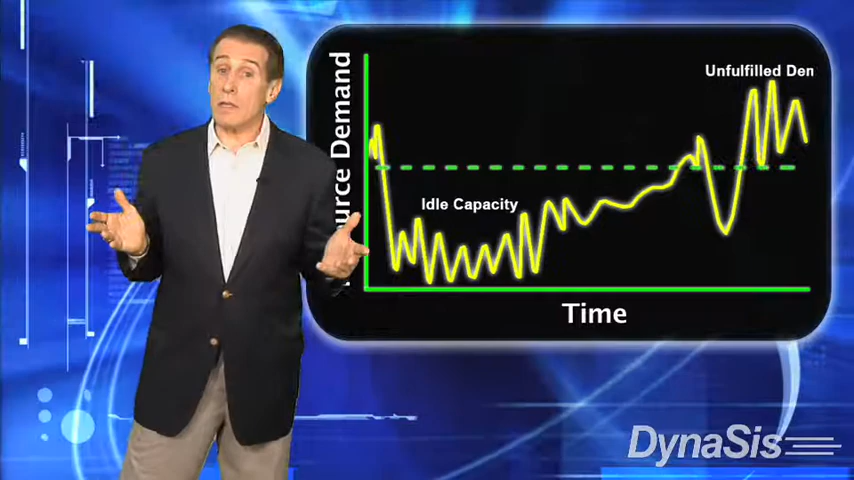 Unfulfilled Den
urce Demand
Idle Capacity
Time
DynaSis